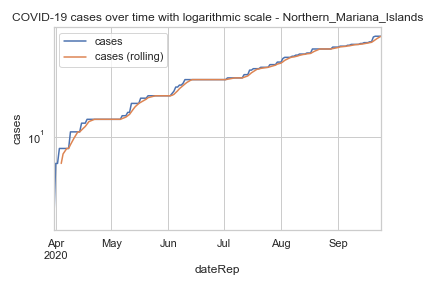 COVID-19 cases over time with logarithmic scale - Northern_Mariana_Islands
cases
cases (rolling)
cases
10¹
Apr May Jun Jul Aug Sep
2020
dateRep